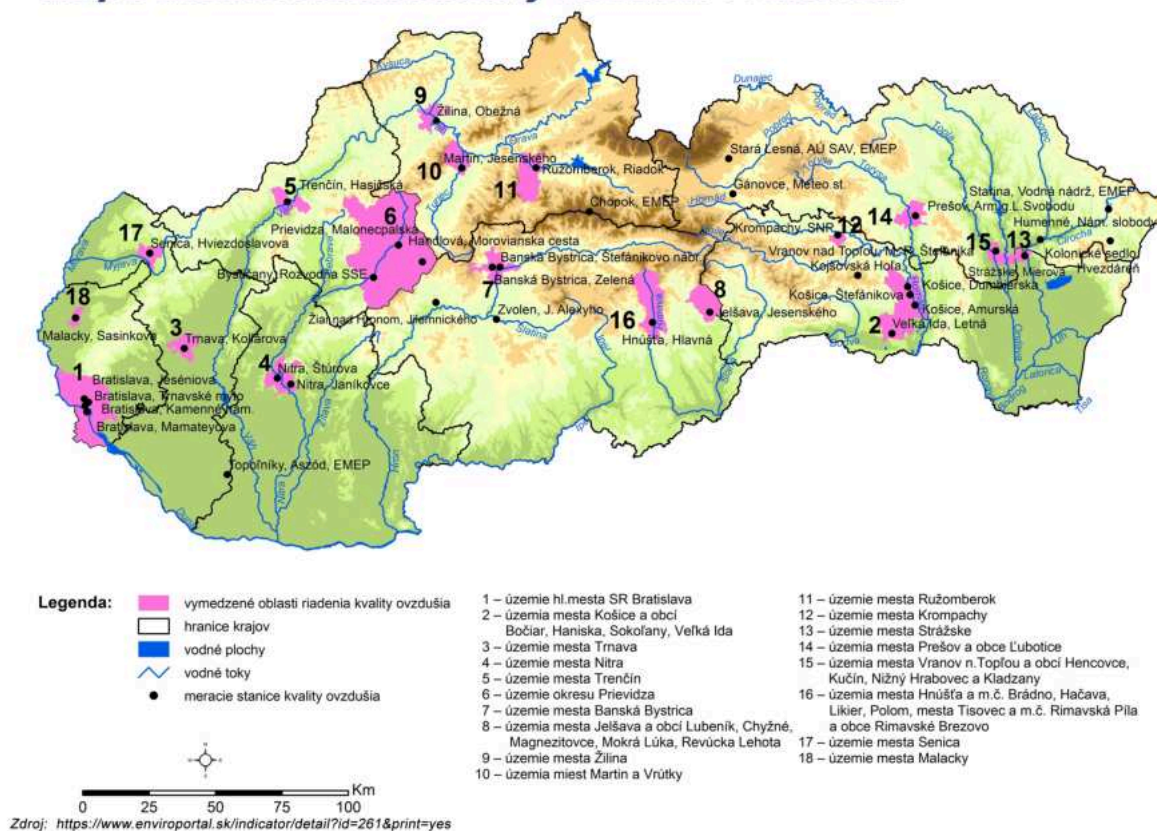 Kysuca
9
Žilina, Obežná
Orava
Dunajec
Poprad
Poprad
Topľa
Laborec
Stará Lesná, AÚ SAV, EMEP
10
Martin, Jesenského
Ružomberok, Riadok
11
Torysa
Gánovce, Meteo st.
Hornád
5
Trenčín, Hasičská
6
Turiec
Chopok, EMEP
Starina, Vodná nádrž, EMEP
14
Prešov, Arm.g.L.Svobodu
Humenné, Nám. slobody
Prievidza, Malonecpalská
Krompachy, SNR
12
17
Senica, Hviezdoslavova
Handlová, Morovianska cesta
15
13
Cirocha
Morava
Myjava
Banská Bystrica, Štefánikovo nábr.
Vranov nad Topľou, M. R. Štefánika
Kolonické sedlo
Bystričany, Rozvodňa SSE
Kojšovská Hoľa
Strážske, Mierová
Hvezdáreň
Banská Bystrica, Zelená
7
8
Košice, Ďumbierska
18
Žiar nad Hronom, Jilemnického
Zvolen, J. Alexyho
Jelšava, Jesenského
Košice, Štefánikova
Košice, Amurská
Malacky, Sasinkova
3
Trnava, Kollárova
Slatina
16
Hnúšťa, Hlavná
2
Veľká Ida, Letná
4
Nitra, Štúrova
Nitra, Janíkovce
1
Bratislava, Jeséniova
Bratislava, Trnavské mýto
Bratislava, Kamenné nám.
Bratislava, Mamateyova
Žitava
Váh
Latorica
Bodrog
Tisa
Topoľníky, Aszód, EMEP
Nitra
Hron
Legenda:
vymedzené oblasti riadenia kvality ovzdušia
hranice krajov
vodné plochy
vodné toky
meracie stanice kvality ovzdušia
1 – územie hl.mesta SR Bratislava
2 – územia mesta Košice a obcí
Bočiar, Haniska, Sokoľany, Veľká Ida
3 – územie mesta Trnava
4 – územie mesta Nitra
5 – územie mesta Trenčín
6 – územie okresu Prievidza
7 – územie mesta Banská Bystrica
8 – územia mesta Jelšava a obcí Lubeník, Chyžné,
Magnezitovce, Mokrá Lúka, Revúcka Lehota
9 – územie mesta Žilina
10 – územia miest Martin a Vrútky
11 – územie mesta Ružomberok
12 – územie mesta Krompachy
13 – územie mesta Strážske
14 – územia mesta Prešov a obce Ľubotice
15 – územia mesta Vranov n.Topľou a obcí Hencovce,
Kučín, Nižný Hrabovec a Kladzany
16 – územia mesta Hnúšťa a m.č. Brádno, Hačava,
Likier, Polom, mesta Tisovec a m.č. Rimavská Píla
a obce Rimavské Brezovo
17 – územie mesta Senica
18 – územie mesta Malacky
Km
0 25 50 100
Zdroj: https://www.enviroportal.sk/indicator/detail?id=261&print=yes